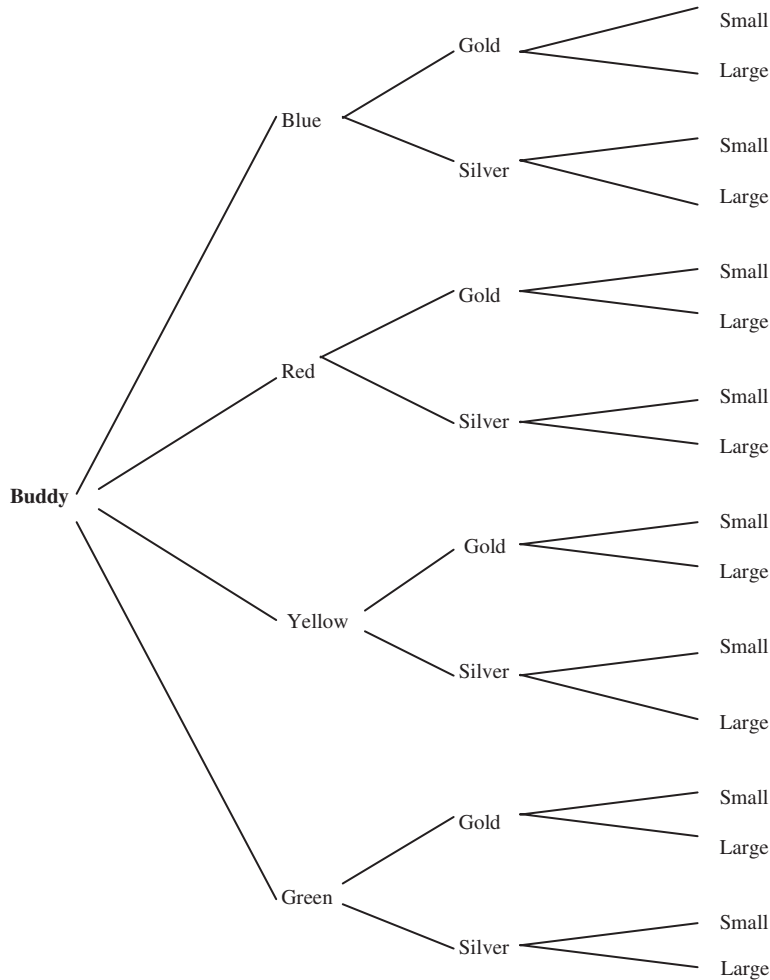 Small
Gold
Large
Blue
Small
Silver
Large
Small
Gold
Large
Red
Small
Silver
Large
Buddy
Small
Gold
Large
Yellow
Small
Silver
Large
Small
Gold
Large
Green
Small
Silver
Large